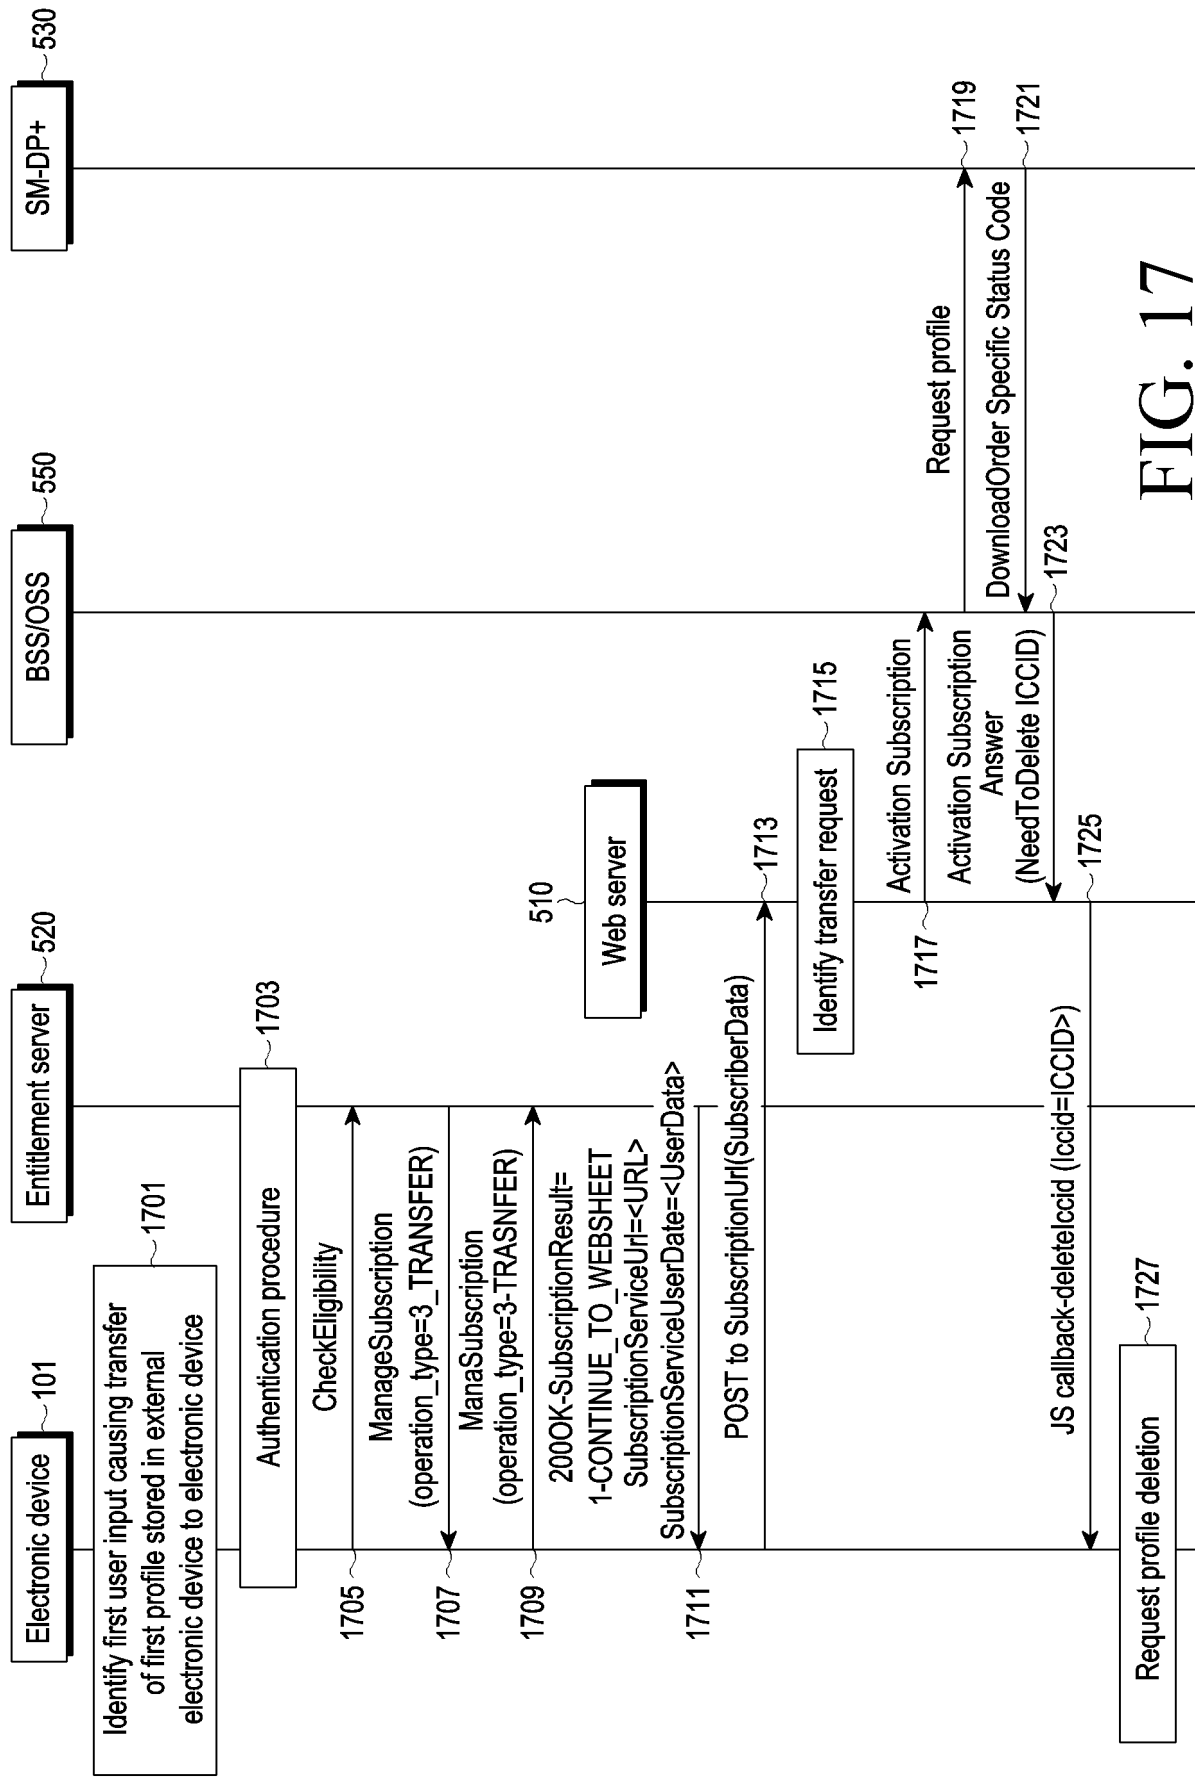 Electronic device
101
Entitlement server
520
BSS/OSS
550
SM-DP+
530
Identify first user input causing transfer
of first profile stored in external
electronic device to electronic device
1701
Authentication procedure
1703
CheckEligibility
1705
ManageSubscription
(operation_type=3_TRANSFER)
1707
ManaSubscription
(operation_type=3-TRASNFER)
1709
200OK-SubscriptionResult=
1-CONTINUE_TO_WEBSHEET
SubscriptionServiceUrl=<URL>
SubscriptionServiceUserDate=<UserData>
1711
510
Web server
POST to SubscriptionUrl(SubscriberData)
1713
Identify transfer request
1715
Activation Subscription
1717
Request profile
1719
DownloadOrder Specific Status Code
1721
Activation Subscription
Answer
(NeedToDelete ICCID)
1723
JS callback-deleteIccid (Iccid=ICCID>)
1725
Request profile deletion
1727
FIG. 17